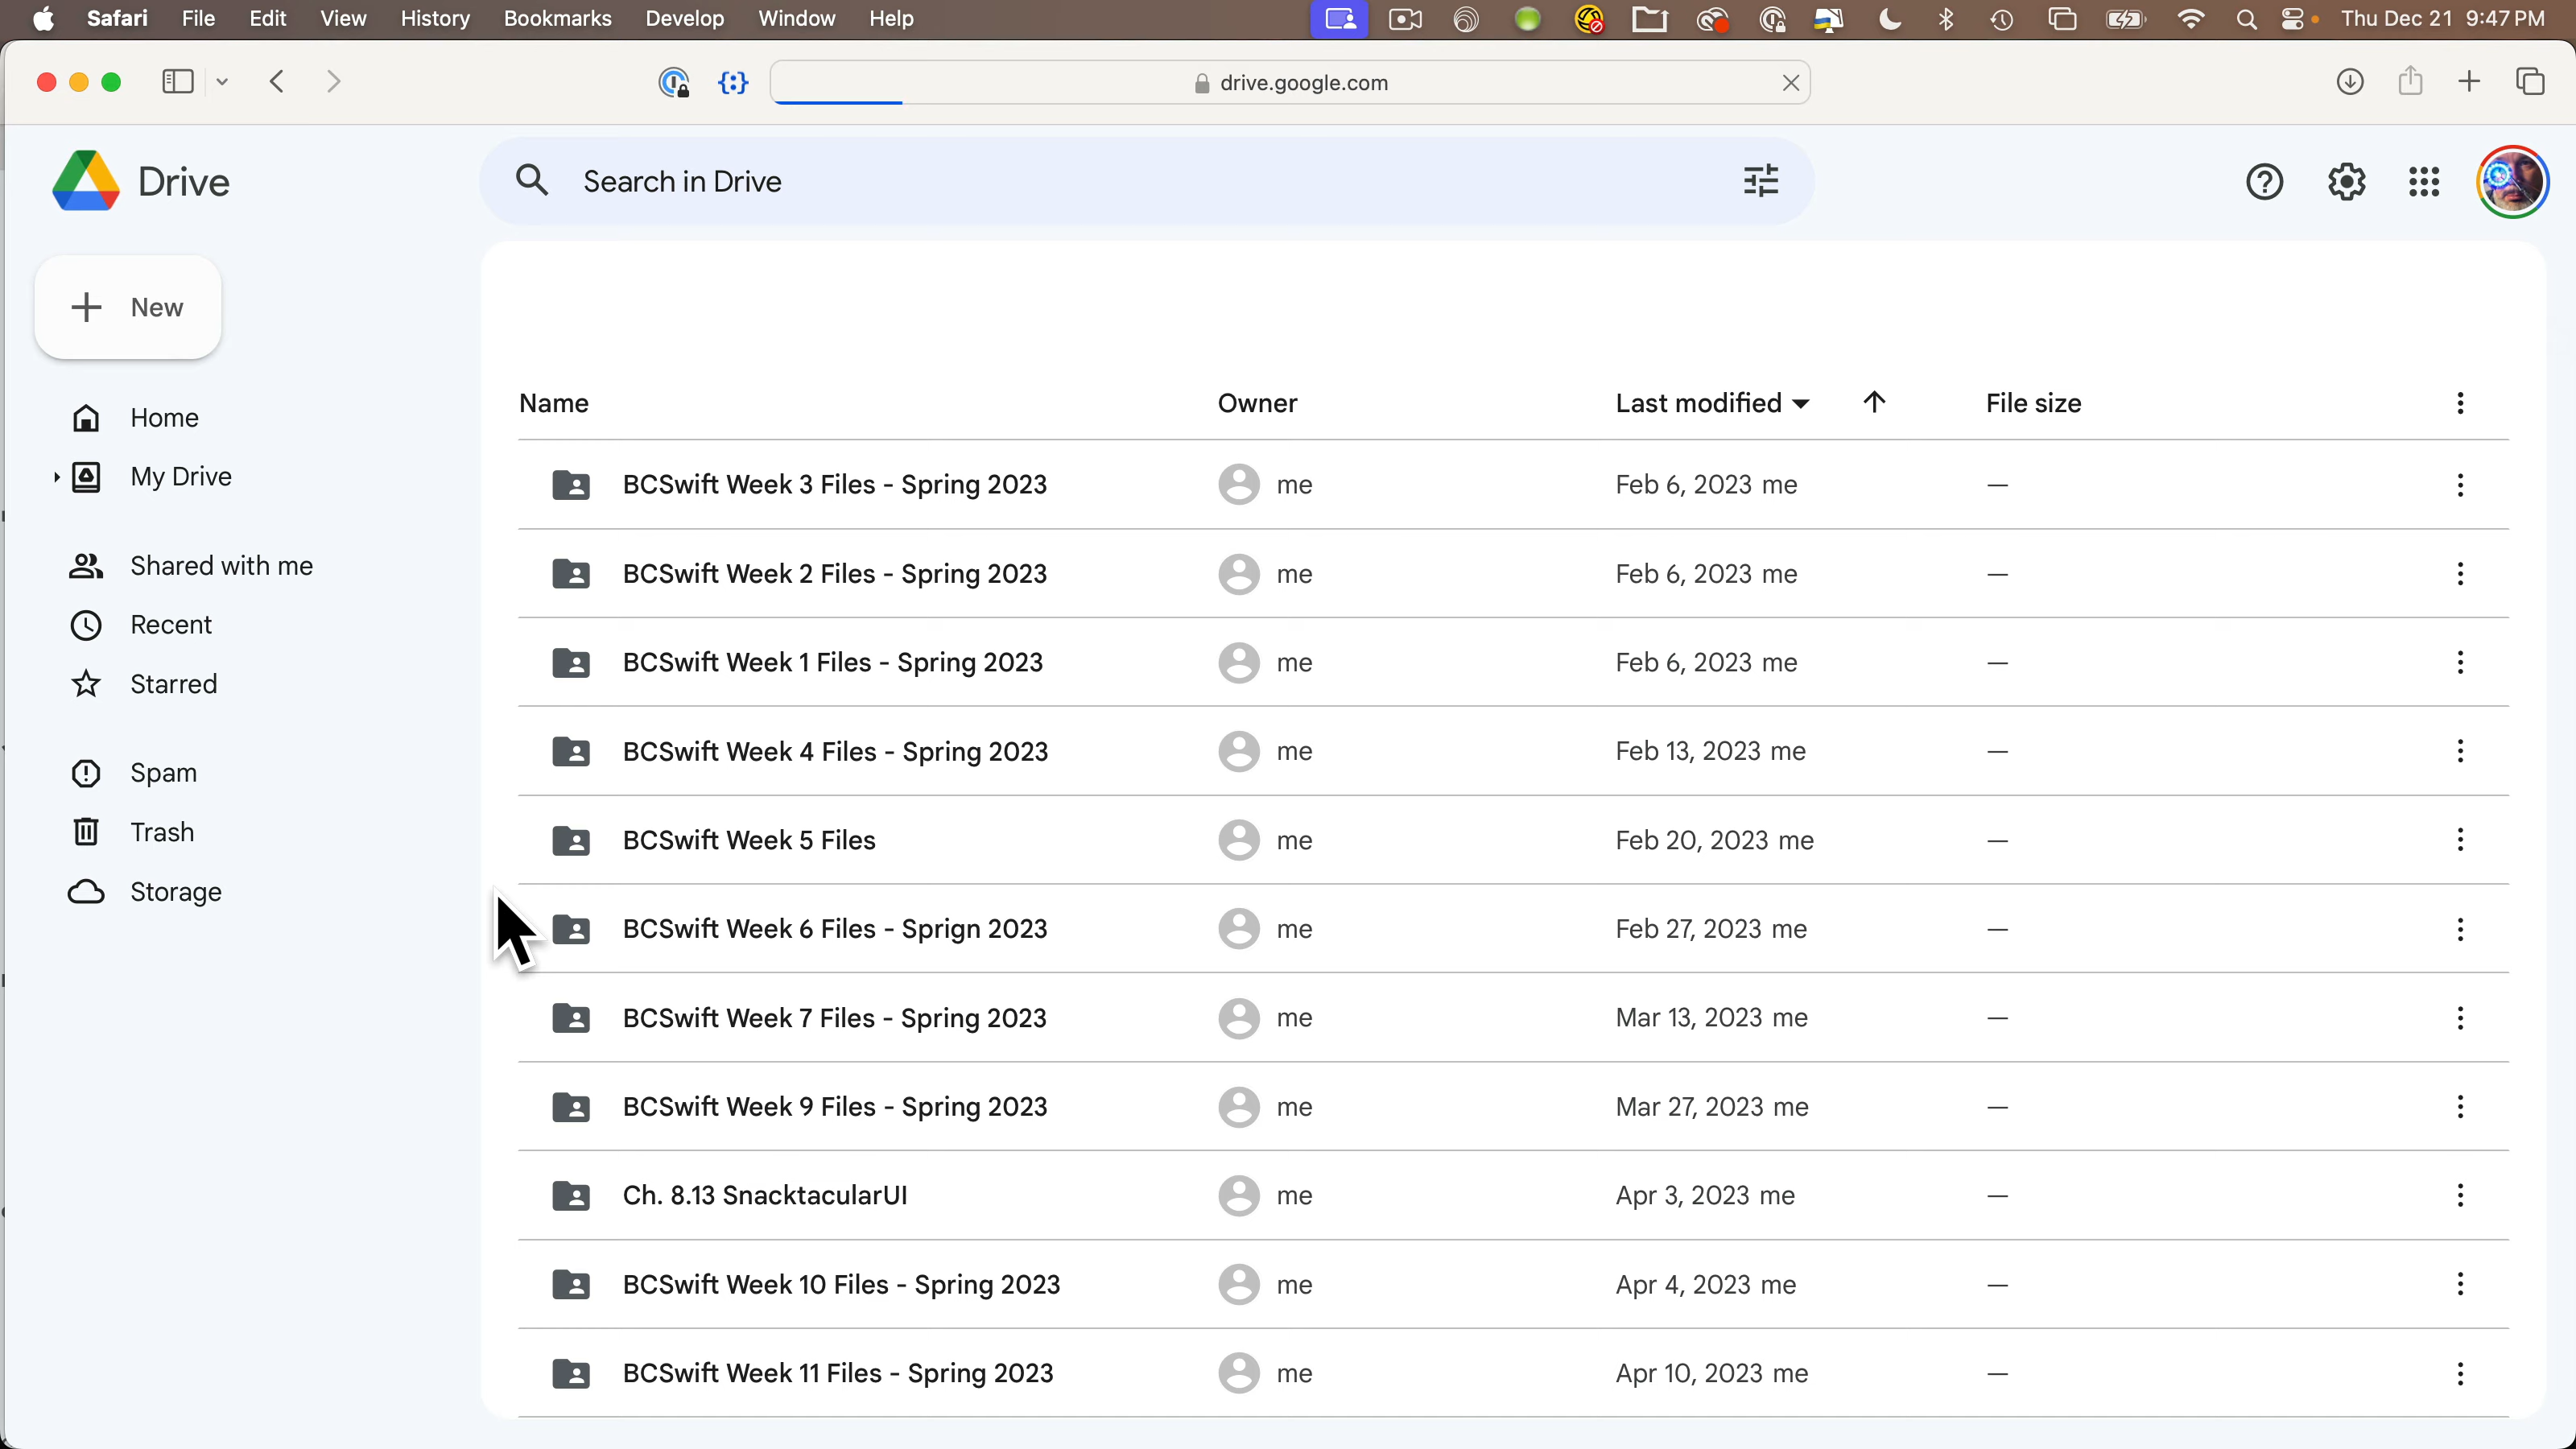 Safari File Edit View History Bookmarks Develop Window Help Thu Dec 21 9:47 PM
drive.google.com
Drive
Search in Drive
New
Home
My Drive
Shared with me
Recent
Starred
Spam
Trash
Storage
Name Owner Last modified File size
BCSwift Week 3 Files - Spring 2023 me Feb 6, 2023 me —
BCSwift Week 2 Files - Spring 2023 me Feb 6, 2023 me —
BCSwift Week 1 Files - Spring 2023 me Feb 6, 2023 me —
BCSwift Week 4 Files - Spring 2023 me Feb 13, 2023 me —
BCSwift Week 5 Files me Feb 20, 2023 me —
BCSwift Week 6 Files - Sprign 2023 me Feb 27, 2023 me —
BCSwift Week 7 Files - Spring 2023 me Mar 13, 2023 me —
BCSwift Week 9 Files - Spring 2023 me Mar 27, 2023 me —
Ch. 8.13 SnacktacularUI me Apr 3, 2023 me —
BCSwift Week 10 Files - Spring 2023 me Apr 4, 2023 me —
BCSwift Week 11 Files - Spring 2023 me Apr 10, 2023 me —